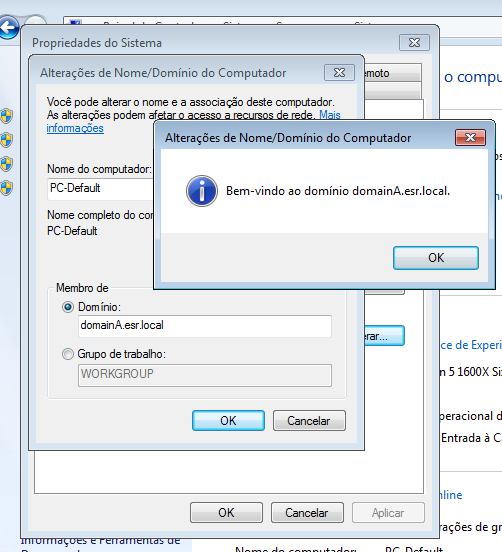 Propriedades do Sistema
Alterações de Nome/Domínio do Computador
emoto
o compu
Você pode alterar o nome e a associação deste computador.
As alterações podem afetar o acesso a recursos de rede. Mais
informações
Alterações de Nome/Domínio do Computador
Bem-vindo ao domínio domainA.esr.local.
OK
Nome do computador:
PC-Default
Nome completo do com
PC-Default
Membro de
Domínio:
domainA.esr.local
erar...
Grupo de trabalho:
WORKGROUP
OK
Cancelar
ce de Experi
n 5 1600X Si
peracional d
Entrada à C
OK
Cancelar
Aplicar
nline
Informações e Ferramentas de
rações de gr
Nome do computador:
PC-Default